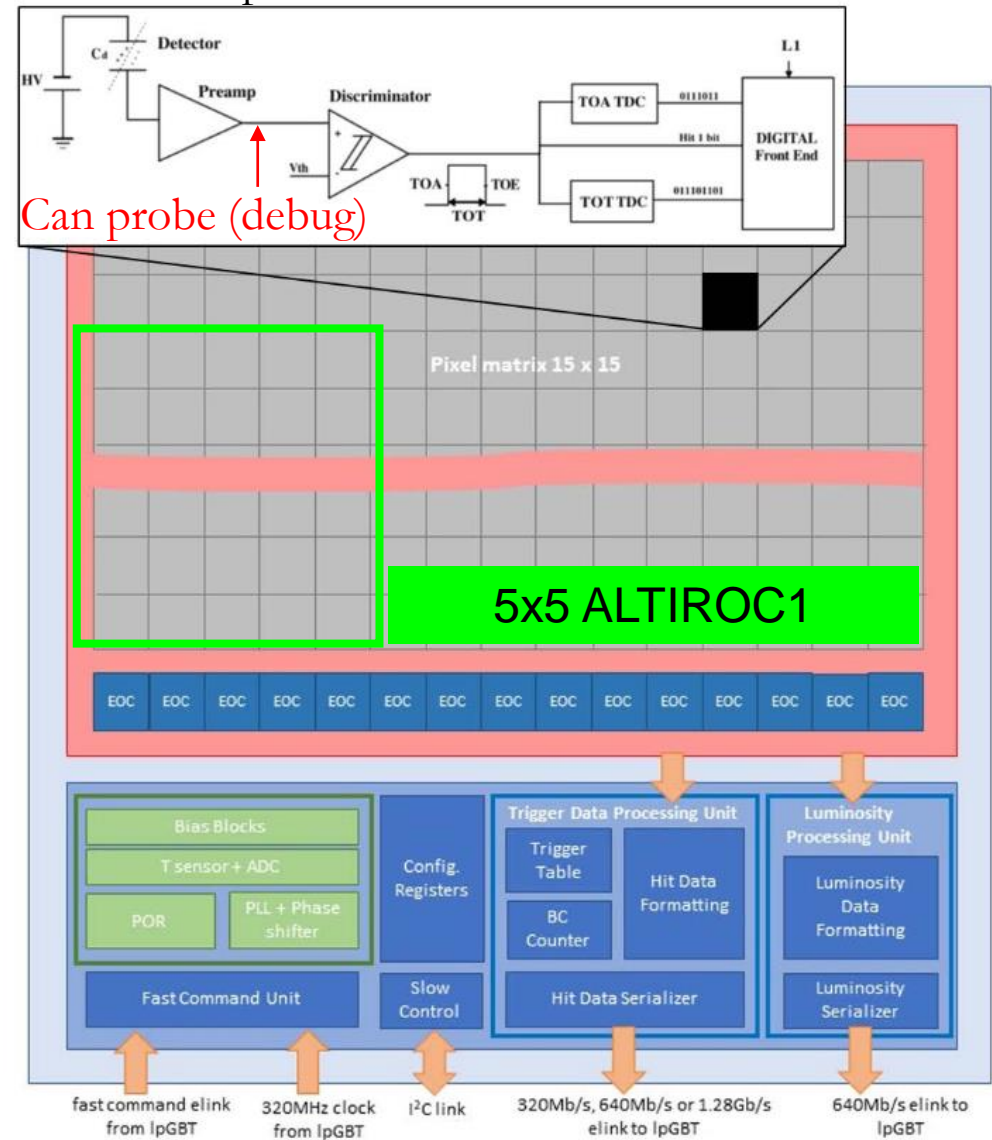 L1
Cd
Detector
HV
Preamp
Discriminator
TOA TDC
0111011
+
Hit 1 bit
DIGITAL
Front End
Vth
-
TOA
TOE
TOT
TOT TDC
011101101
Can probe (debug)
Pixel matrix 15 x 15
5x5 ALTIROC1
EOC EOC EOC EOC EOC EOC EOC EOC EOC EOC EOC EOC EOC EOC EOC
Bias Blocks
T sensor + ADC
POR
PLL + Phase
shifter
Fast Command Unit
Config.
Registers
Slow
Control
Trigger Data Processing Unit
Trigger
Table
BC
Counter
Hit Data
Formatting
Hit Data Serializer
Luminosity
Processing Unit
Luminosity
Data
Formatting
Luminosity
Serializer
fast command elink
from lpGBT
320MHz clock
from lpGBT
I²C link
320Mb/s, 640Mb/s or 1.28Gb/s
elink to lpGBT
640Mb/s elink to
lpGBT